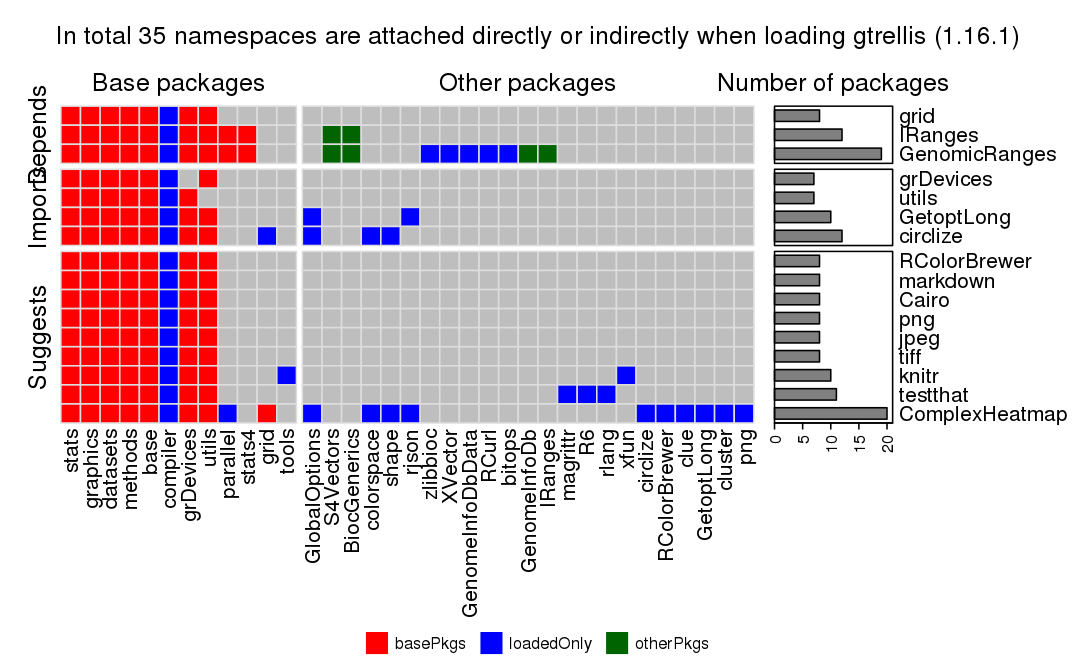 In total 35 namespaces are attached directly or indirectly when loading gtrellis (1.16.1)
Base packages
Other packages
Number of packages
Depends
Imports
Suggests
grid
IRanges
GenomicRanges
grDevices
utils
GetoptLong
circlize
RColorBrewer
markdown
Cairo
png
jpeg
tiff
knitr
testthat
ComplexHeatmap
0
5
10
15
20
stats
graphics
datasets
methods
base
compiler
grDevices
utils
parallel
stats4
grid
tools
GlobalOptions
S4Vectors
BiocGenerics
colorspace
shape
rjson
zlibbioc
XVector
GenomeInfoDbData
RCurl
bitops
GenomeInfoDb
IRanges
magrittr
R6
rlang
xfun
circlize
RColorBrewer
clue
GetoptLong
cluster
png
basePkgs
loadedOnly
otherPkgs